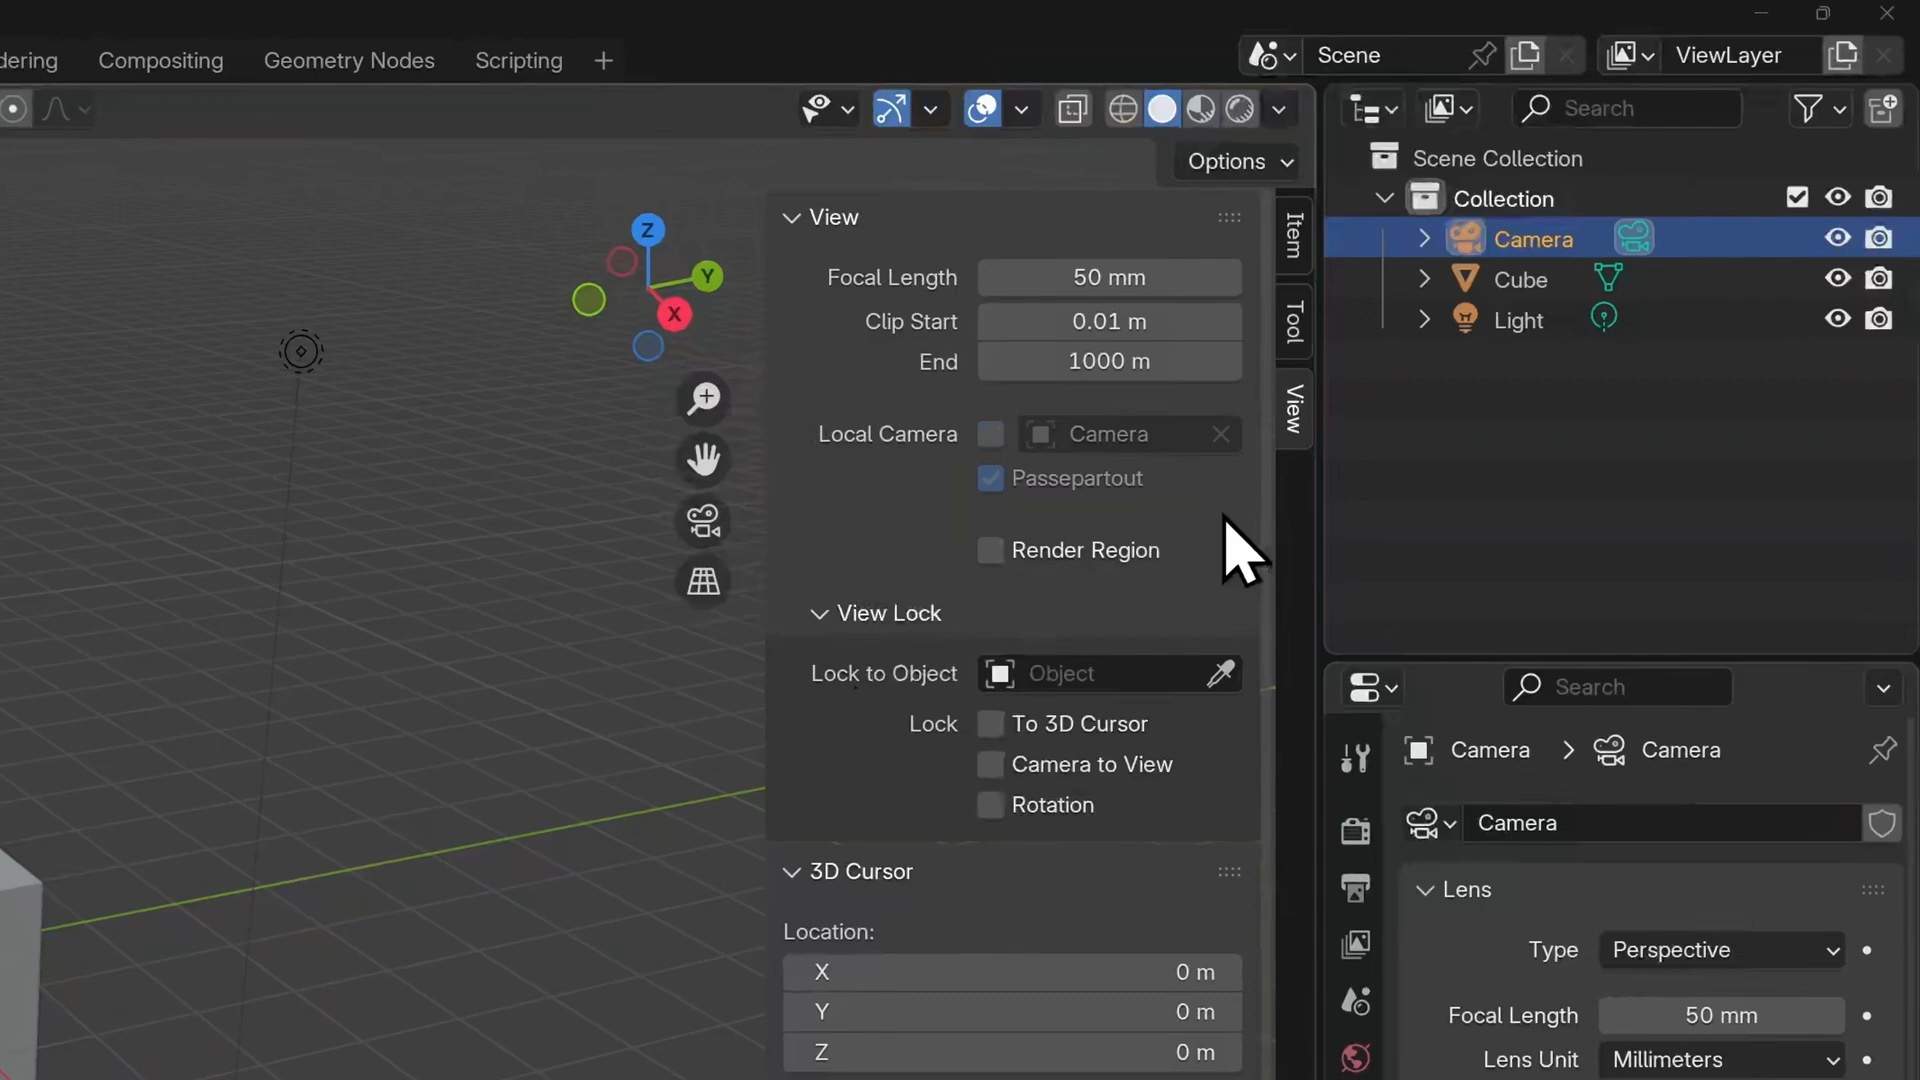 dering Compositing Geometry Nodes Scripting +
Scene
ViewLayer
Options
Search
Scene Collection
Collection
Camera
Cube
Light
Z
Y
X
View
Focal Length 50 mm
Clip Start 0.01 m
End 1000 m
Local Camera Camera
Passepartout
Render Region
View Lock
Lock to Object Object
Lock To 3D Cursor
Camera to View
Rotation
3D Cursor
Location:
X 0 m
Y 0 m
Z 0 m
Item
Tool
View
Search
Camera > Camera
Camera
Lens
Type Perspective
Focal Length 50 mm
Lens Unit Millimeters